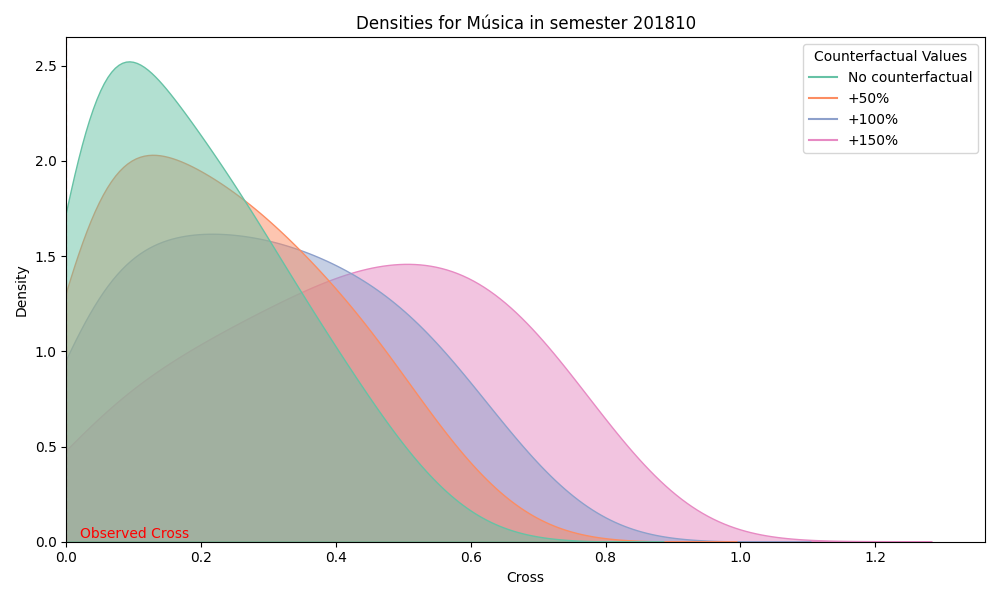 Densities for Música in semester 201810
Counterfactual Values
No counterfactual
+50%
+100%
+150%
Density
2.5
2.0
1.5
1.0
0.5
0.0
Observed Cross
0.0 0.2 0.4 0.6 0.8 1.0 1.2
Cross